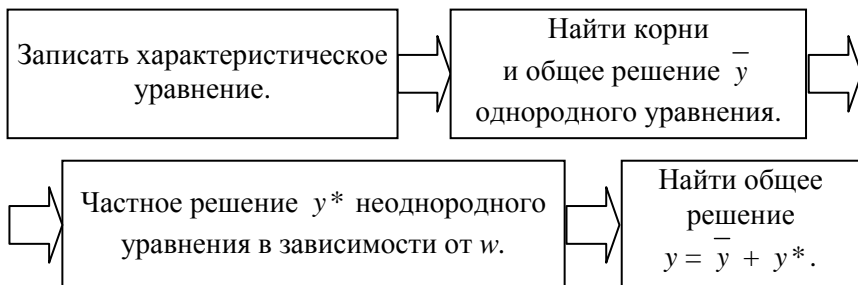 Записать характеристическое
уравнение.
Найти корни
и общее решение y̅
однородного уравнения.
Частное решение y* неоднородного
уравнения в зависимости от w.
Найти общее
решение
y = y̅ + y*.